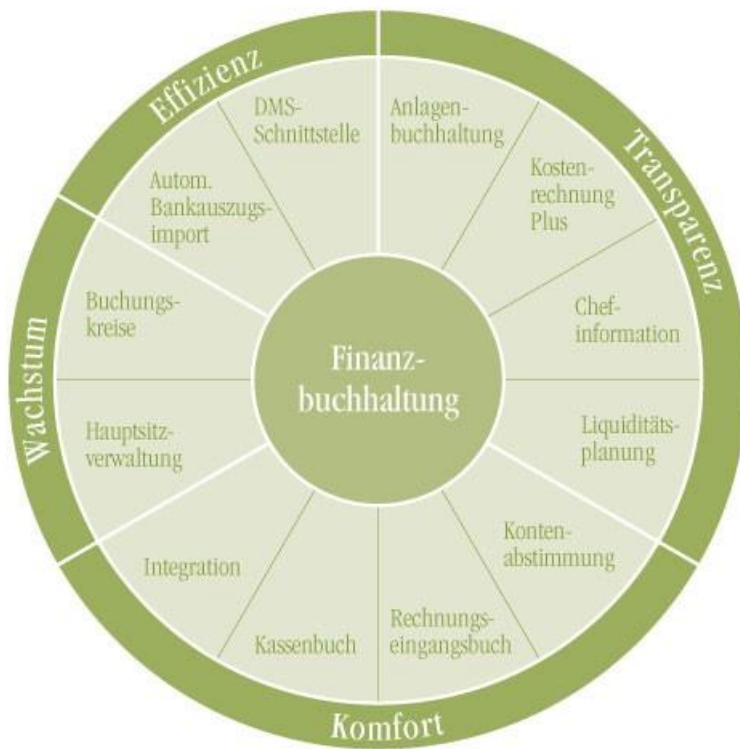 Effizienz
DMS-
Schnittstelle
Autom.
Bankauszugs-
import
Transparenz
Anlagen-
buchhaltung
Kosten-
rechnung
Plus
Chef-
information
Liquiditäts-
planung
Wachstum
Buchungs-
kreise
Hauptsitz-
verwaltung
Finanz-
buchhaltung
Konten-
abstimmung
Rechnungs-
eingangsbuch
Kassenbuch
Integration
Komfort